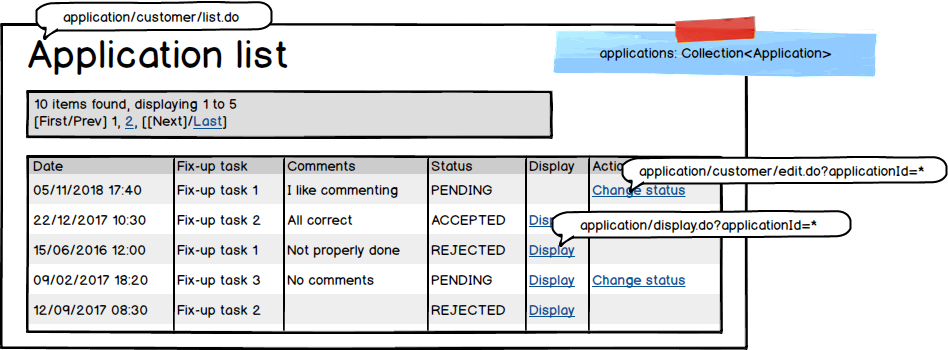 application/customer/list.do
Application list
applications: Collection<Application>
10 items found, displaying 1 to 5
[First/Prev] 1, 2, [[Next]/Last]
Date Fix-up task Comments Status Display
application/customer/edit.do?applicationId=*
05/11/2018 17:40 Fix-up task 1 I like commenting PENDING Change status
22/12/2017 10:30 Fix-up task 2 All correct ACCEPTED
application/display.do?applicationId=*
15/06/2016 12:00 Fix-up task 1 Not properly done REJECTED Display
09/02/2017 18:20 Fix-up task 3 No comments PENDING Display Change status
12/09/2017 08:30 Fix-up task 2 REJECTED Display